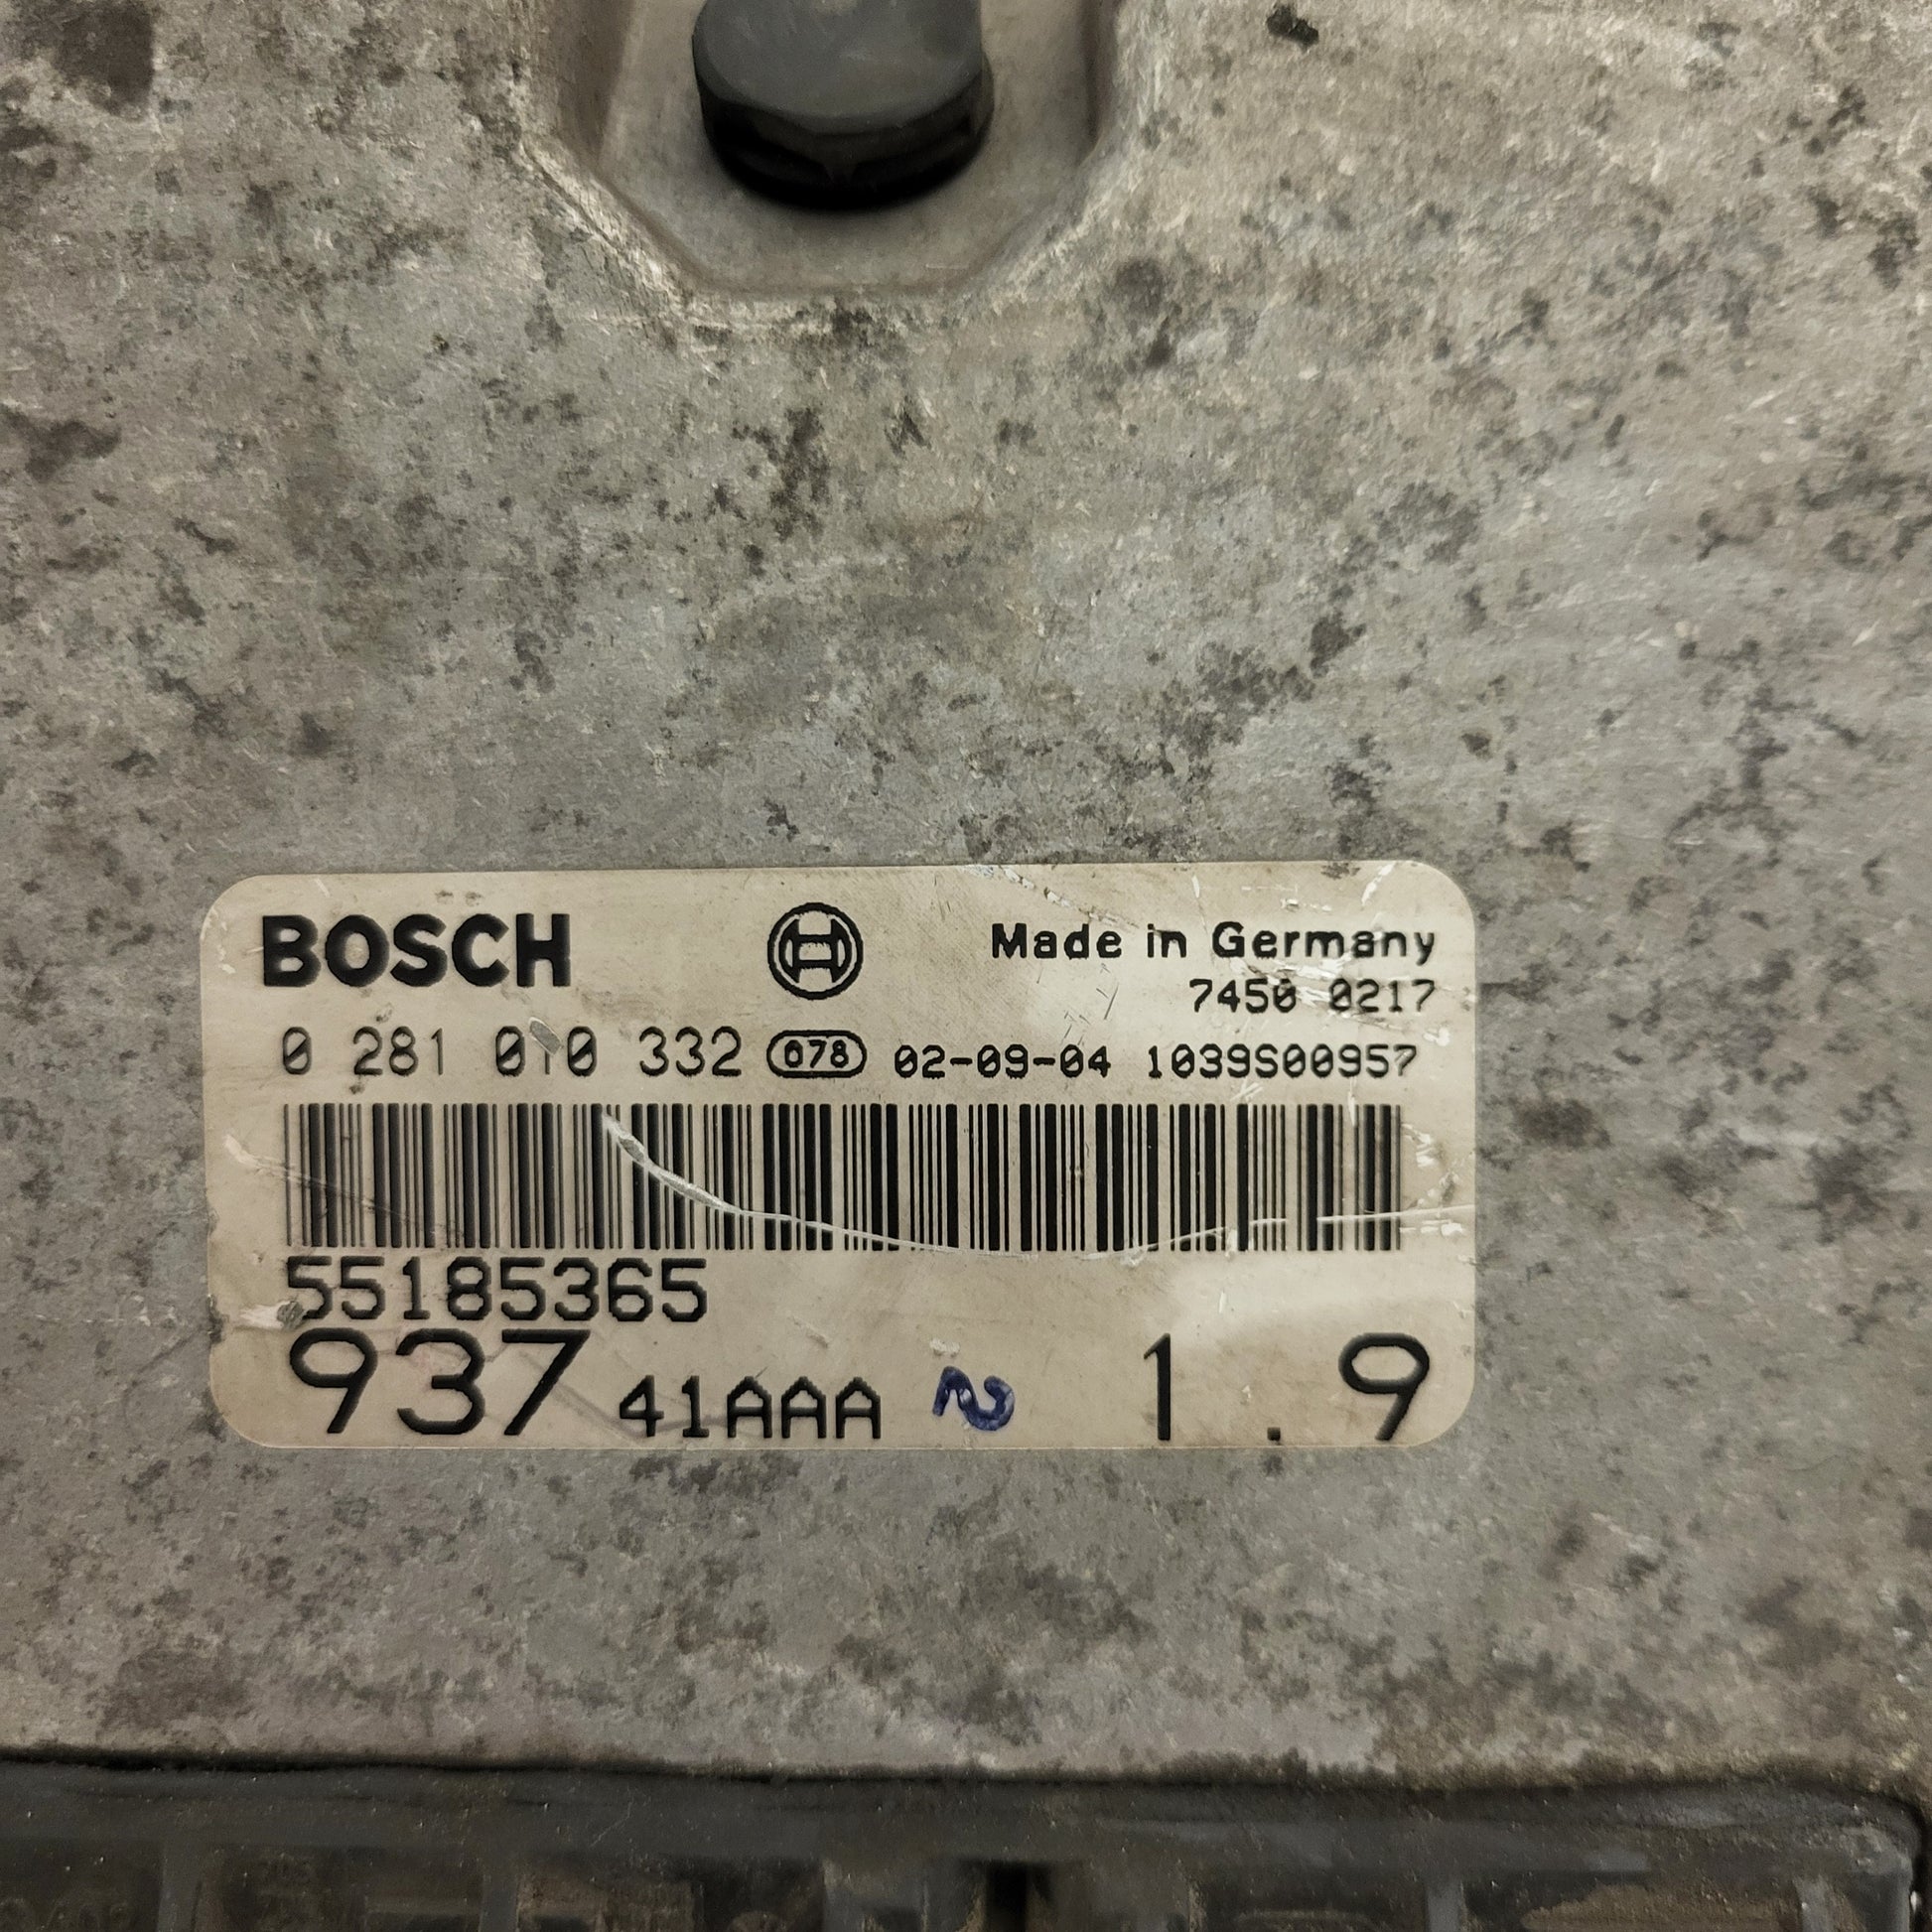 BOSCH Made in Germany
7450 0217
0 281 010 332 078 02-09-04 1039S00957
55185365
937 41AAA 2 1.9